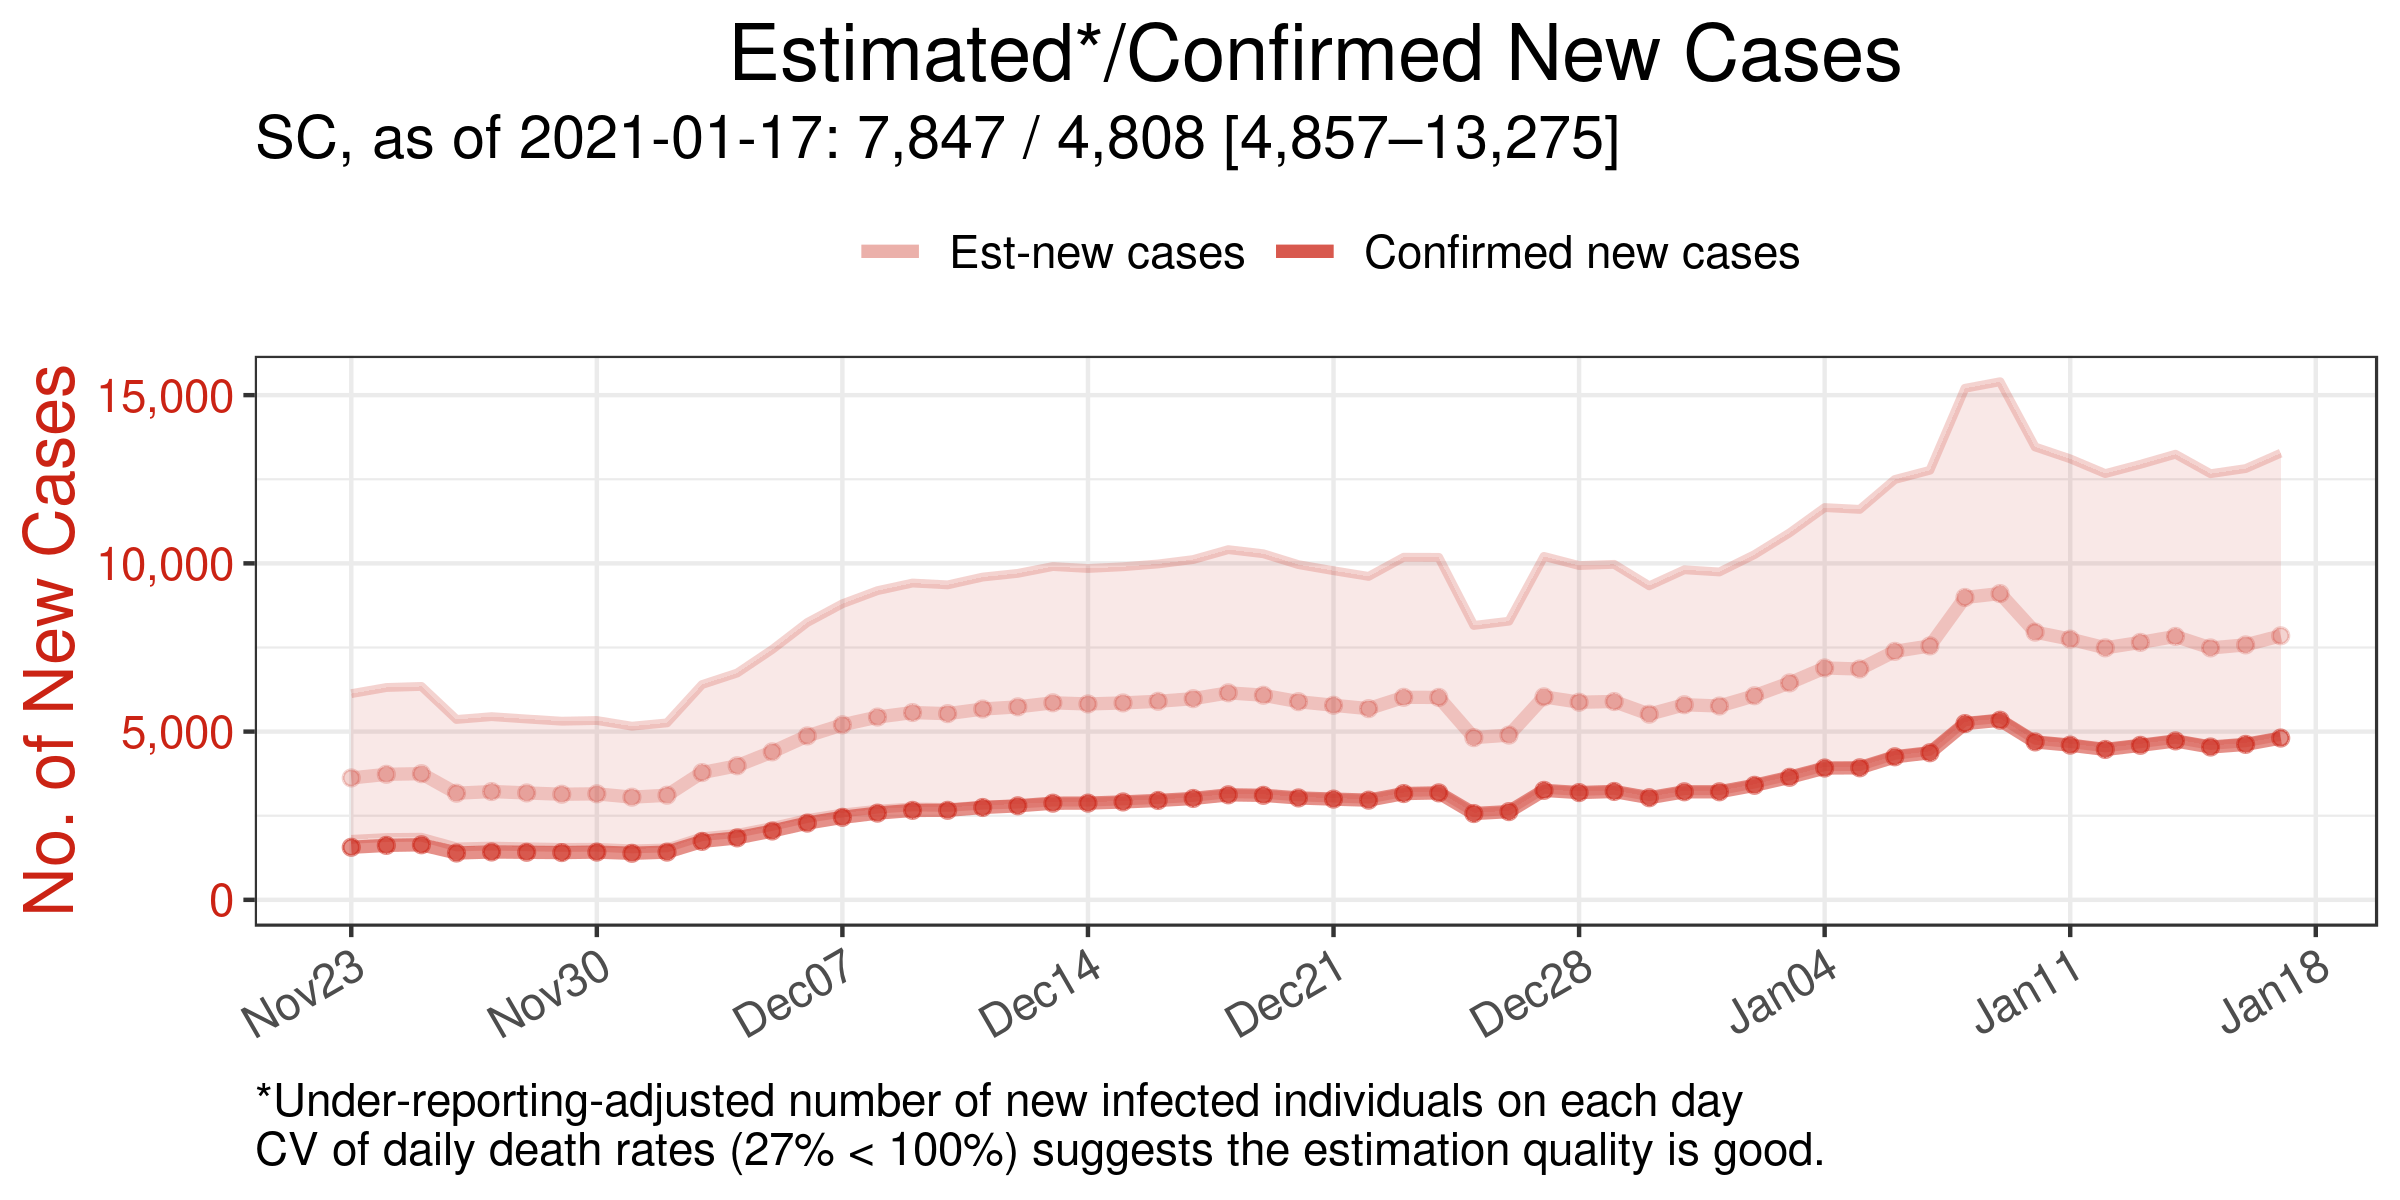 Estimated*/Confirmed New Cases
SC, as of 2021-01-17: 7,847 / 4,808 [4,857–13,275]
Est-new cases
Confirmed new cases
No. of New Cases
15,000
10,000
5,000
0
Nov23
Nov30
Dec07
Dec14
Dec21
Dec28
Jan04
Jan11
Jan18
*Under-reporting-adjusted number of new infected individuals on each day
CV of daily death rates (27% < 100%) suggests the estimation quality is good.